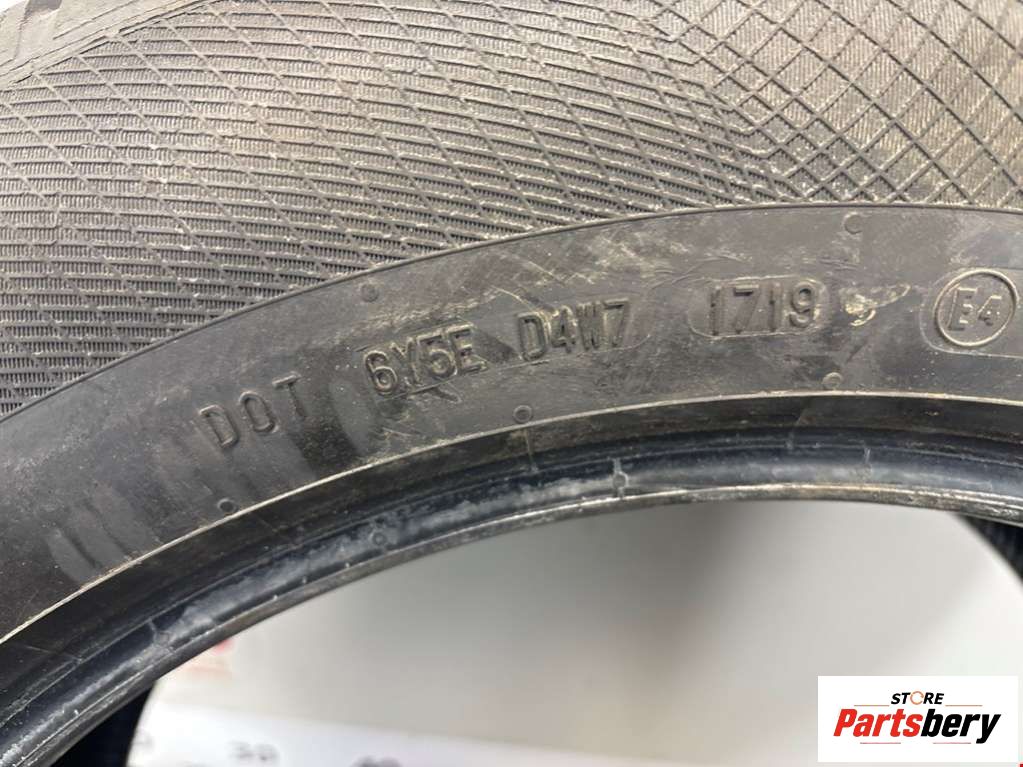 DOT 6Y5E D4W7 1719 E4
STORE
Partsbery